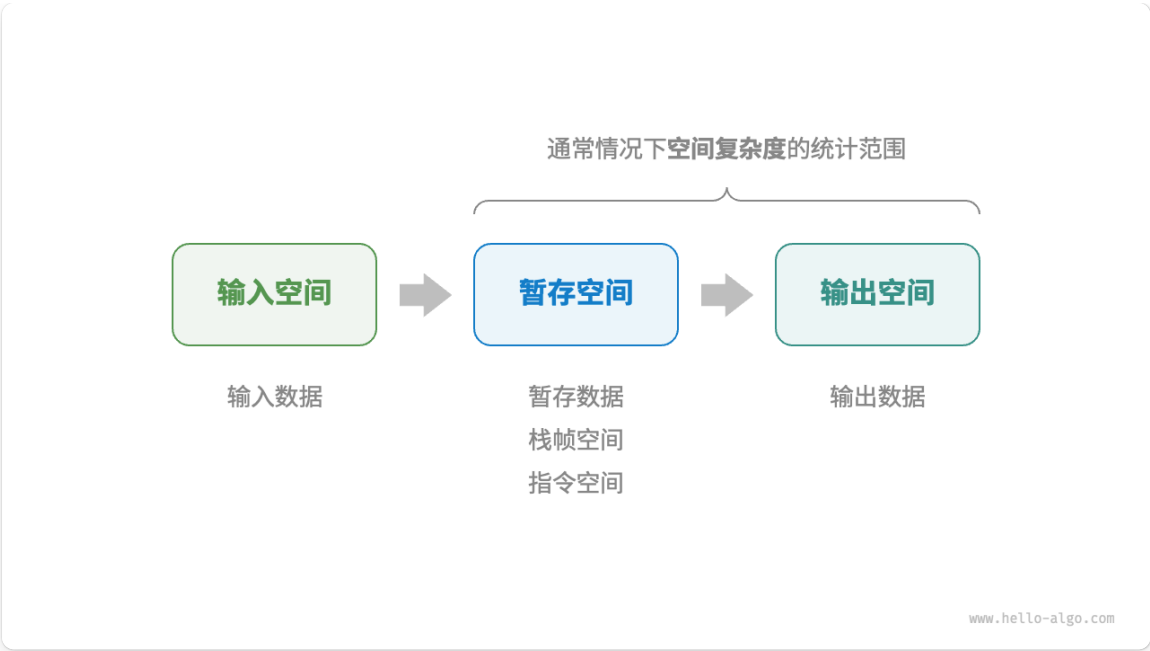 通常情况下空间复杂度的统计范围
输入空间
暂存空间
输出空间
输入数据
暂存数据
输出数据
栈帧空间
指令空间
www.hello-algo.com